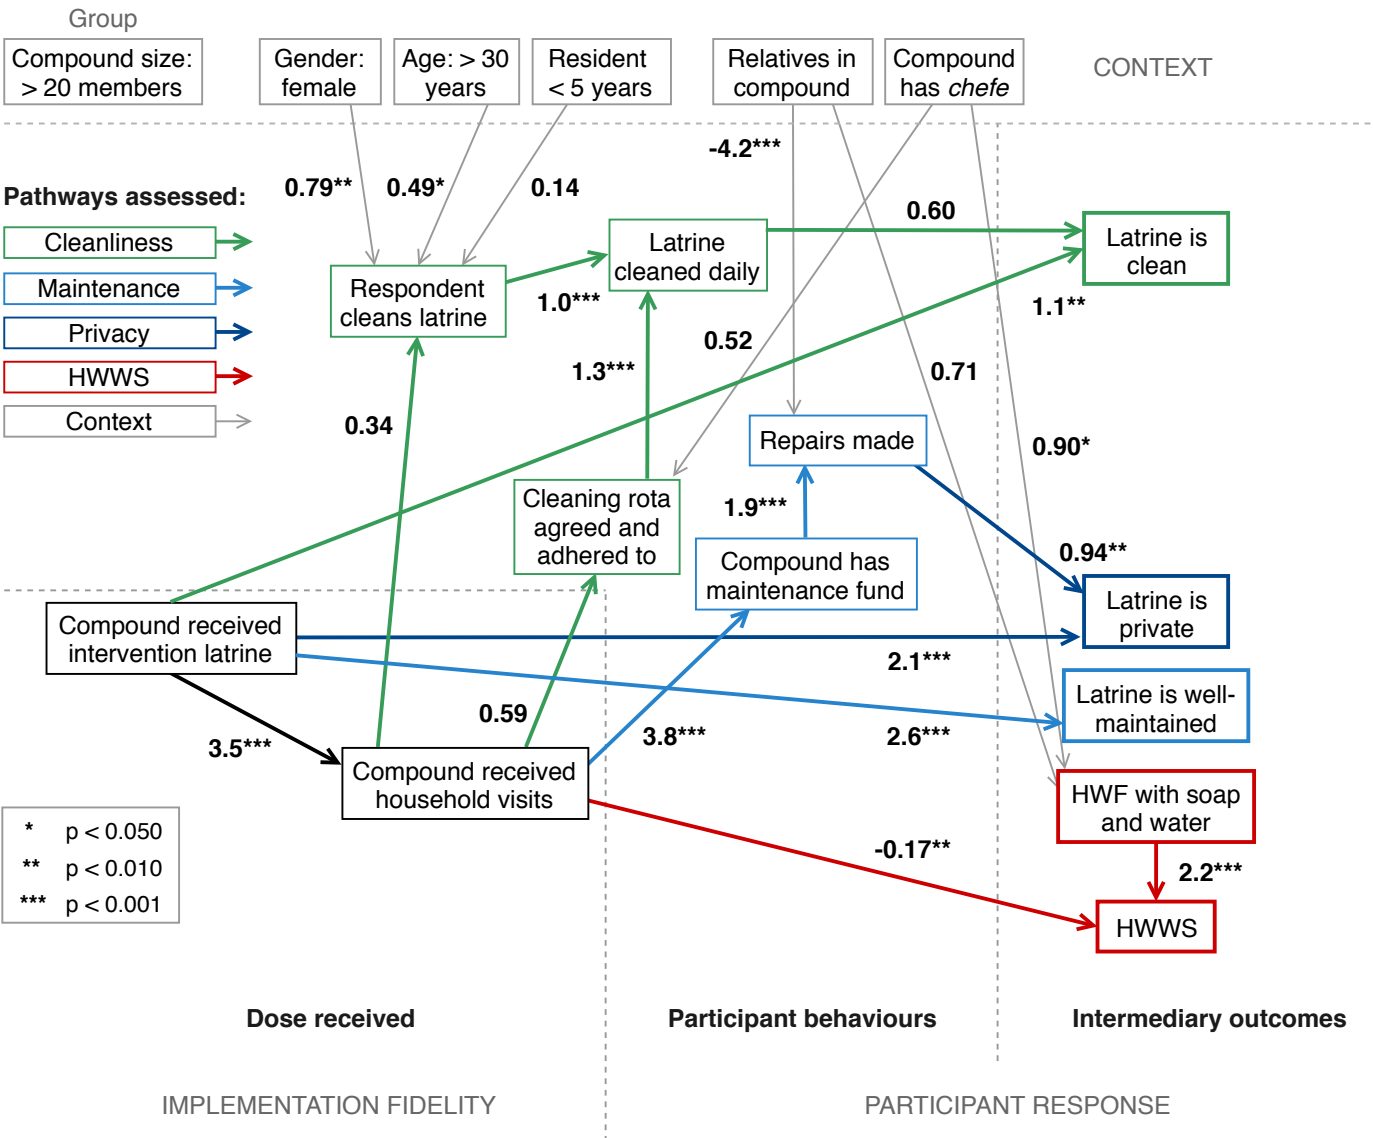 Group
Compound size:
> 20 members
Gender:
female
Age: > 30
years
Resident
< 5 years
Relatives in
compound
Compound
has chefe
CONTEXT
-4.2***
0.79**
0.49*
0.14
Pathways assessed:
Cleanliness
Maintenance
Privacy
HWWS
Context
Respondent
cleans latrine
1.0***
Latrine
cleaned daily
0.60
Latrine is
clean
1.1**
0.52
1.3***
0.71
0.34
0.90*
Repairs made
Cleaning rota
agreed and
adhered to
1.9***
Compound has
maintenance fund
0.94**
Latrine is
private
Compound received
intervention latrine
2.1***
Latrine is well-
maintained
0.59
3.5***
3.8***
2.6***
Compound received
household visits
HWF with soap
and water
-0.17**
2.2***
HWWS
* p < 0.050
** p < 0.010
*** p < 0.001
Dose received
Participant behaviours
Intermediary outcomes
IMPLEMENTATION FIDELITY
PARTICIPANT RESPONSE